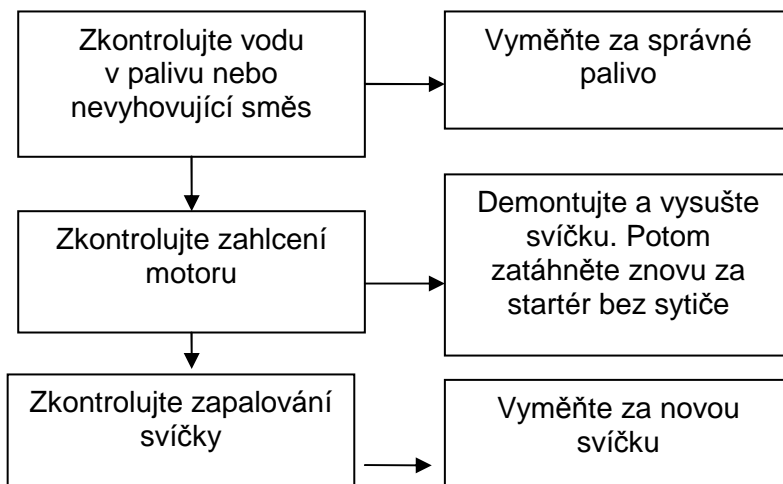 Zkontrolujte vodu
v palivu nebo
nevyhovující směs
Vyměňte za správné
palivo
Zkontrolujte zahlcení
motoru
Demontujte a vysušte
svíčku. Potom
zatáhněte znovu za
startér bez sytiče
Zkontrolujte zapalování
svíčky
Vyměňte za novou
svíčku